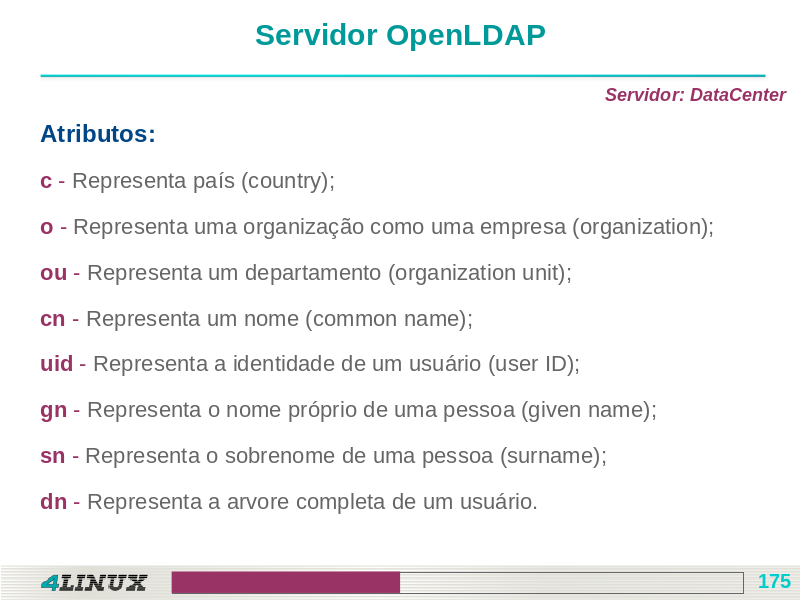 Servidor OpenLDAP
Servidor: DataCenter
Atributos:
c - Representa país (country);
o - Representa uma organização como uma empresa (organization);
ou - Representa um departamento (organization unit);
cn - Representa um nome (common name);
uid - Representa a identidade de um usuário (user ID);
gn - Representa o nome próprio de uma pessoa (given name);
sn - Representa o sobrenome de uma pessoa (surname);
dn - Representa a arvore completa de um usuário.
4LINUX
175